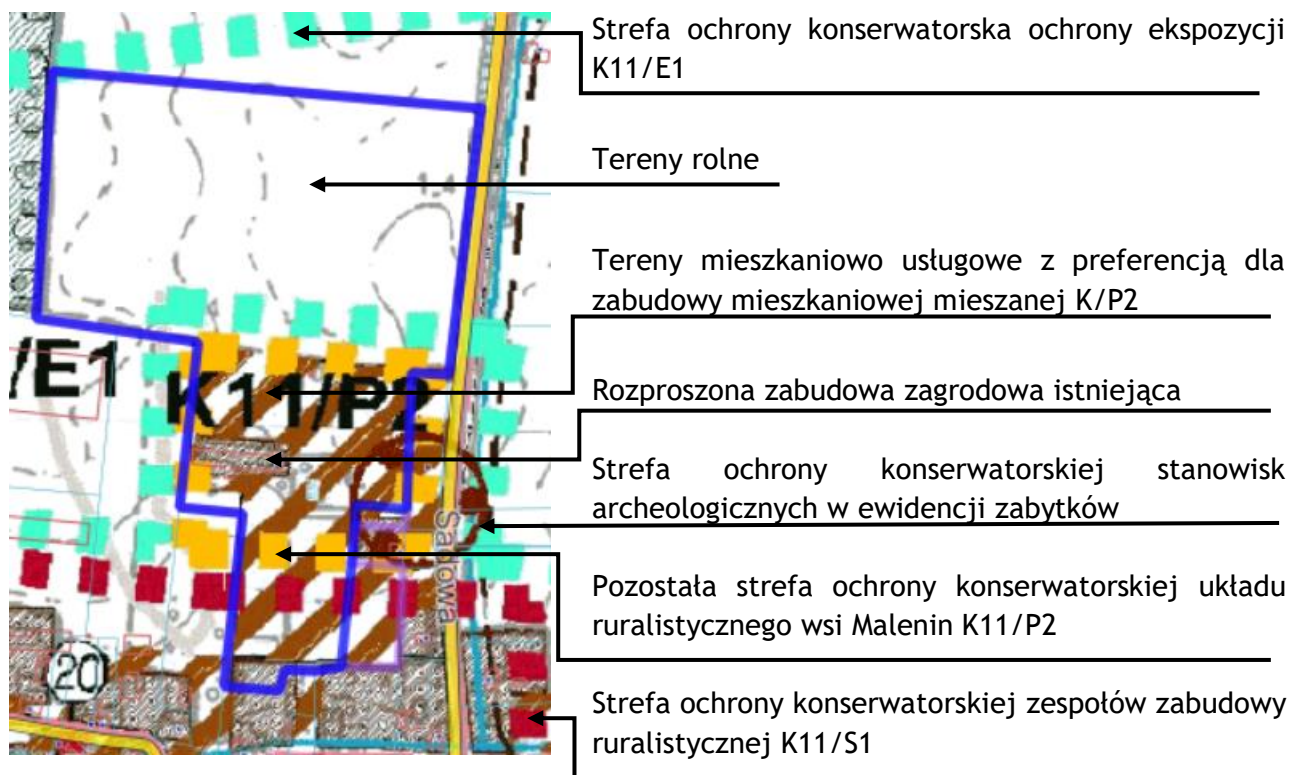 Strefa ochrony konserwatorska ochrony ekspozycji
K11/E1
Tereny rolne
1.4
Tereny mieszkaniowo usługowe z preferencją dla
zabudowy mieszkaniowej mieszanej K/P2
/E1
K11/P2
Rozproszona zabudowa zagrodowa istniejąca
Strefa ochrony konserwatorskiej stanowisk
archeologicznych w ewidencji zabytków
Sadowa
Pozostała strefa ochrony konserwatorskiej układu
ruralistycznego wsi Malenin K11/P2
20
Strefa ochrony konserwatorskiej zespołów zabudowy
ruralistycznej K11/S1